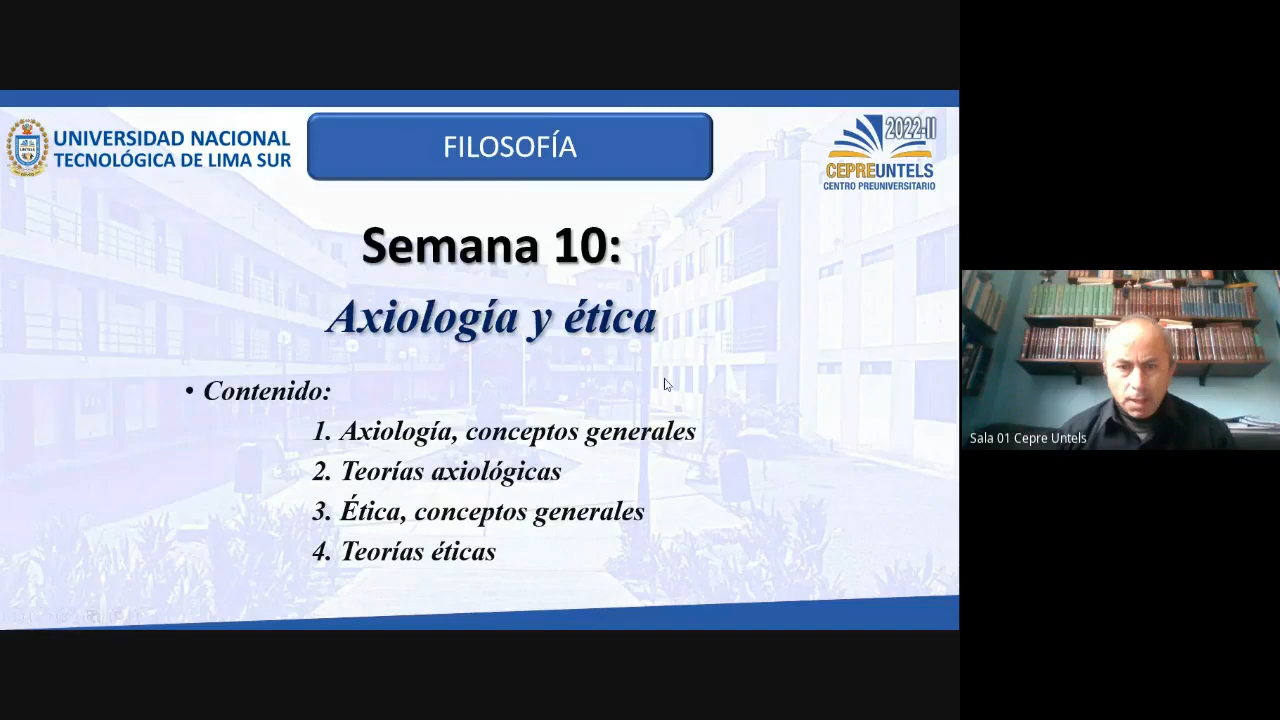 UNIVERSIDAD NACIONAL
TECNOLÓGICA DE LIMA SUR
FILOSOFÍA
2022-II
CEPREUNTELS
CENTRO PREUNIVERSITARIO
Semana 10:
Axiología y ética
• Contenido:
1. Axiología, conceptos generales
2. Teorías axiológicas
3. Ética, conceptos generales
4. Teorías éticas
Sala 01 Cepre Untels